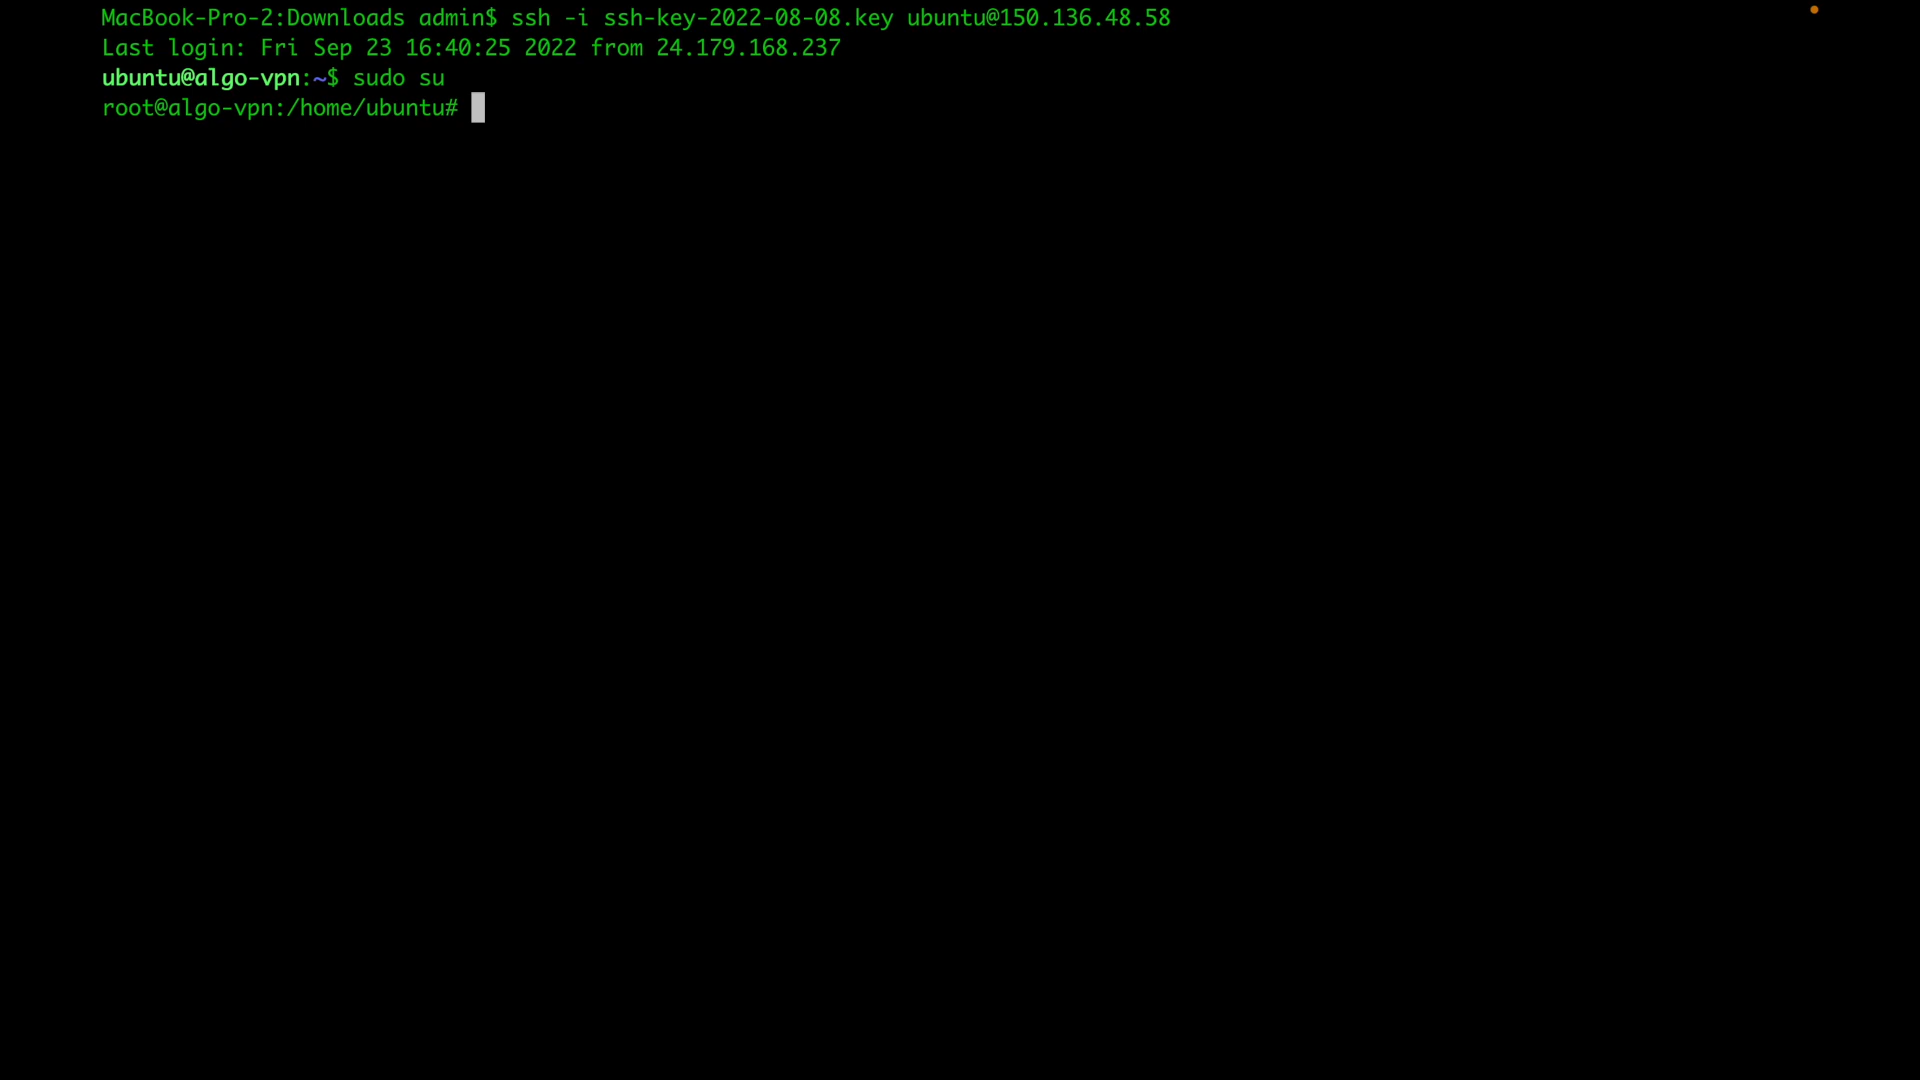 MacBook-Pro-2:Downloads admin$ ssh -i ssh-key-2022-08-08.key ubuntu@150.136.48.58
Last login: Fri Sep 23 16:40:25 2022 from 24.179.168.237
ubuntu@algo-vpn:~$ sudo su
root@algo-vpn:/home/ubuntu#